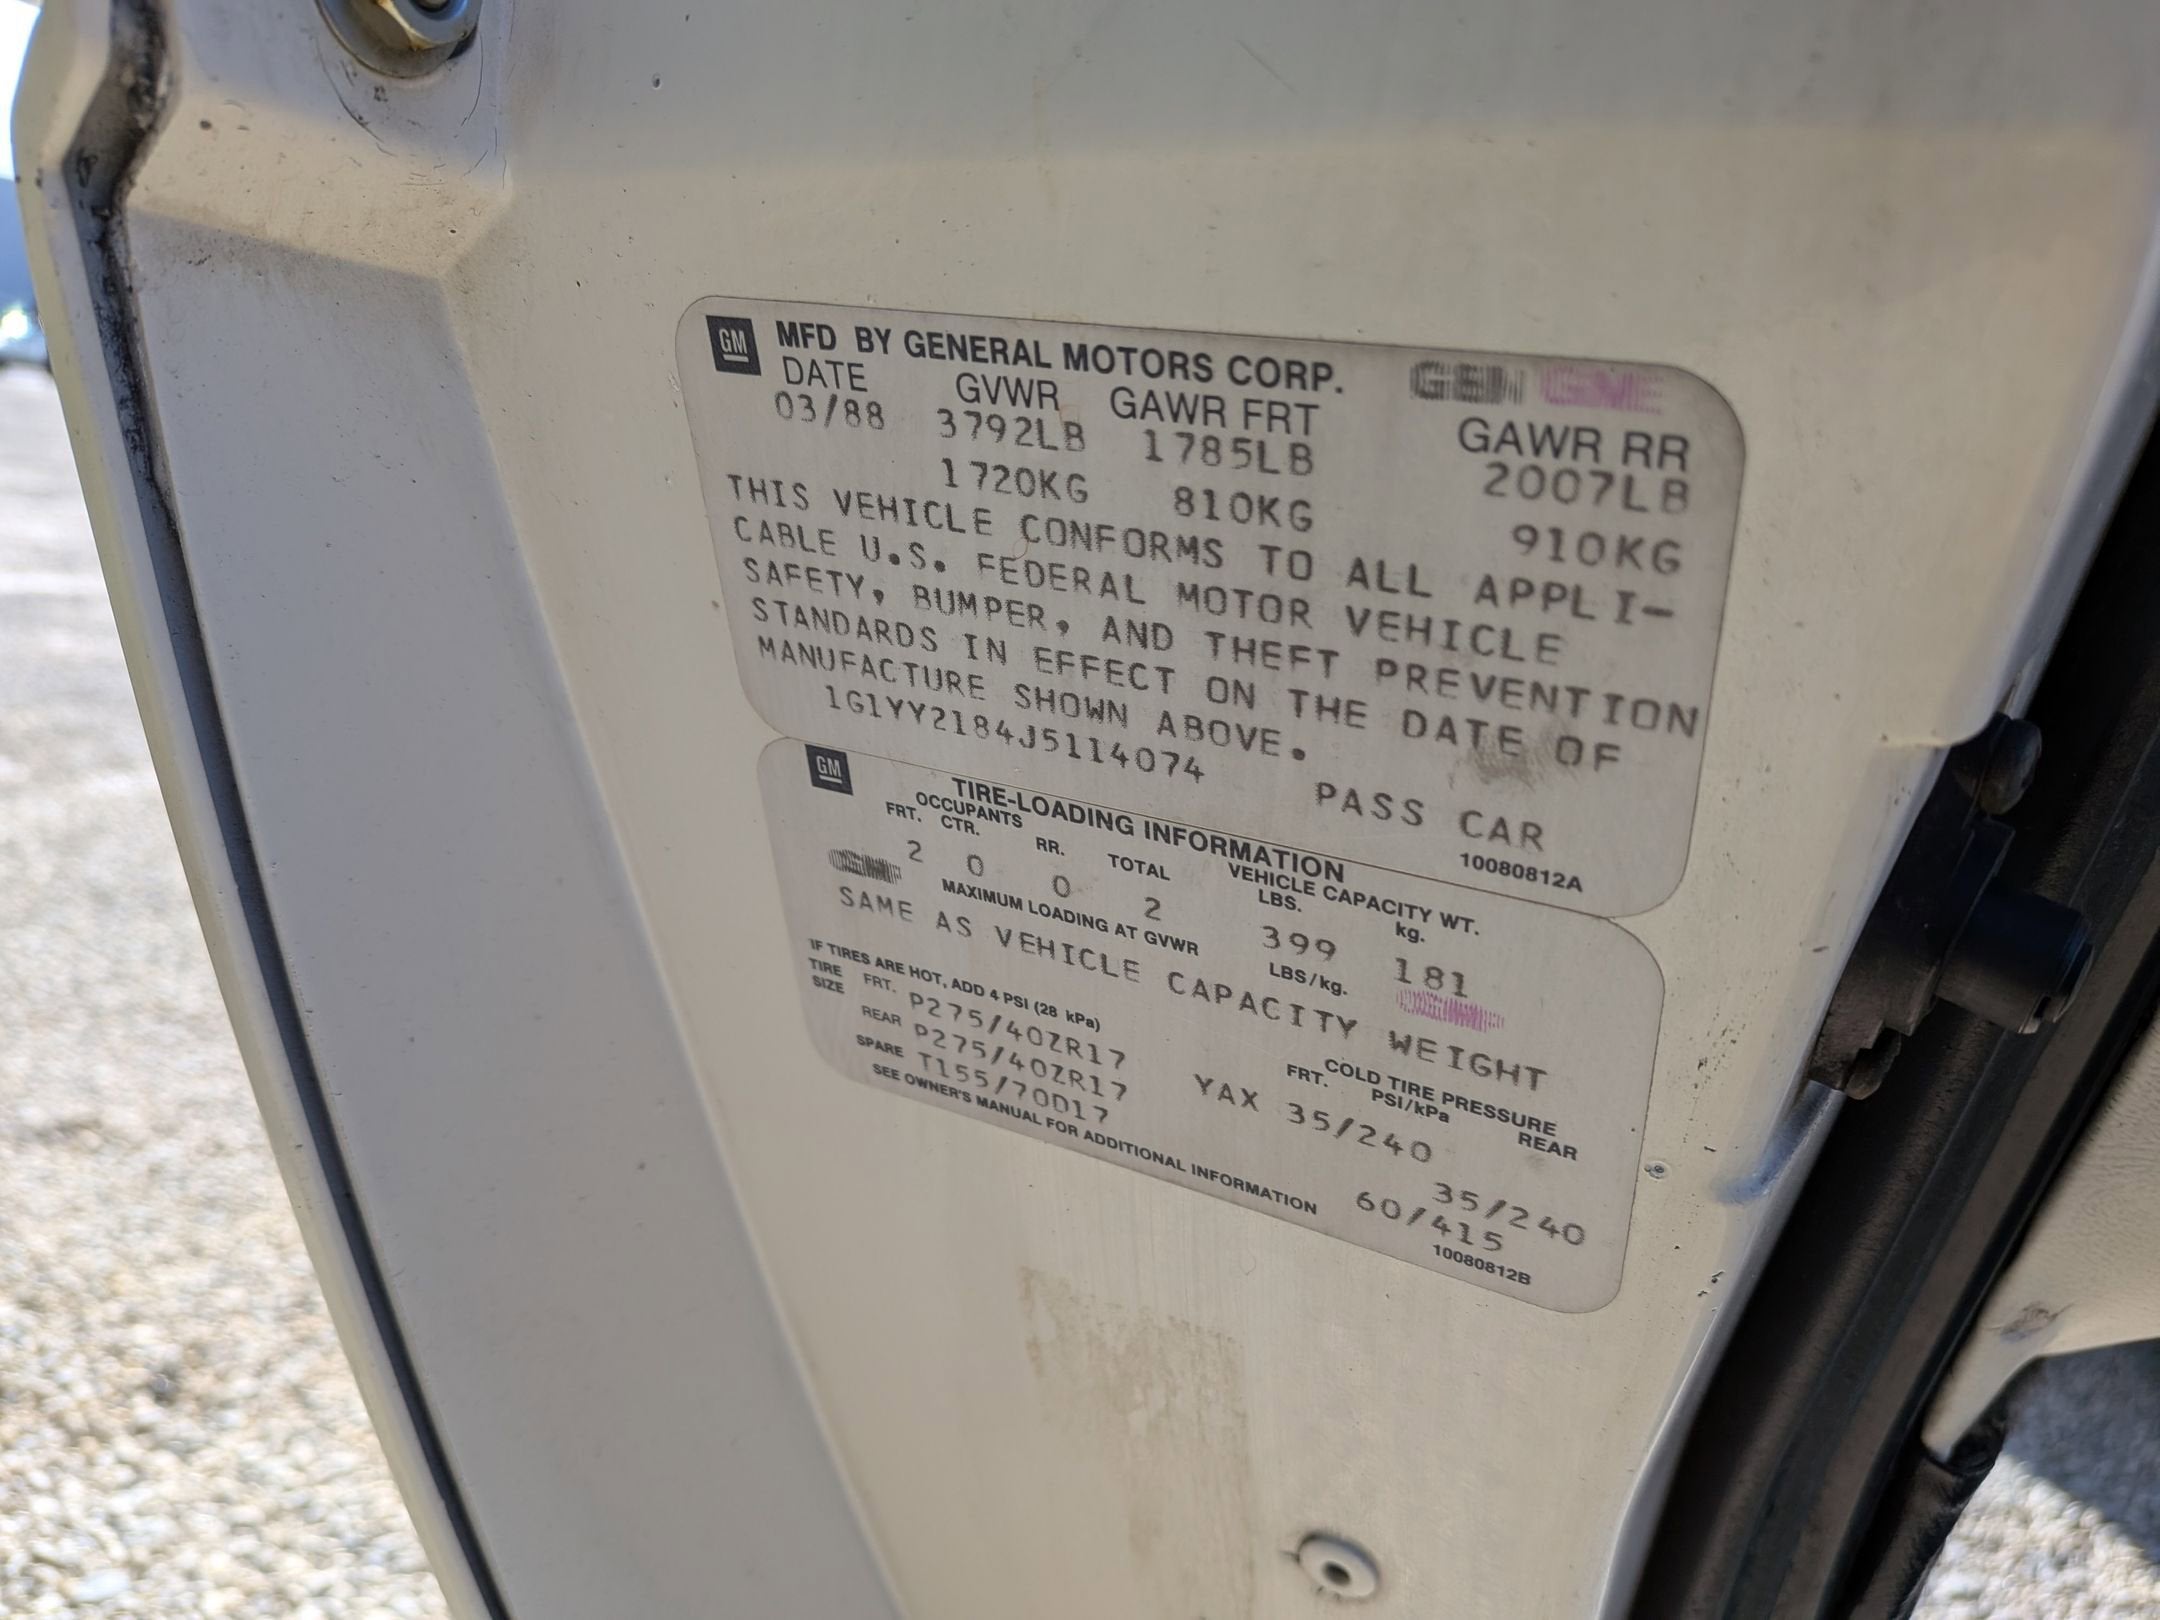 GM MFD BY GENERAL MOTORS CORP. GEN GME
DATE GVWR GAWR FRT GAWR RR
03/88 3792LB 1785LB 2007LB
1720KG 810KG 910KG
THIS VEHICLE CONFORMS TO ALL APPLI-
CABLE U.S. FEDERAL MOTOR VEHICLE
SAFETY, BUMPER, AND THEFT PREVENTION
STANDARDS IN EFFECT ON THE DATE OF
MANUFACTURE SHOWN ABOVE.
1G1YY2184J5114074 PASS CAR
10080812A
GM TIRE-LOADING INFORMATION
OCCUPANTS VEHICLE CAPACITY WT.
FRT. CTR. RR. TOTAL LBS. kg.
2 0 0 2 399 181
MAXIMUM LOADING AT GVWR LBS/kg.
SAME AS VEHICLE CAPACITY WEIGHT
IF TIRES ARE HOT, ADD 4 PSI (28 kPa) COLD TIRE PRESSURE
TIRE SIZE FRT. PSI/kPa REAR
FRT. P275/40ZR17 YAX 35/240
REAR P275/40ZR17 35/240
SPARE T155/70D17 60/415
SEE OWNER'S MANUAL FOR ADDITIONAL INFORMATION
10080812B